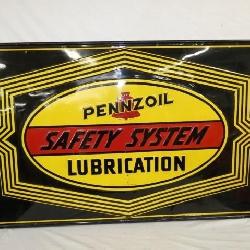 PENNZOIL
SAFETY SYSTEM
LUBRICATION